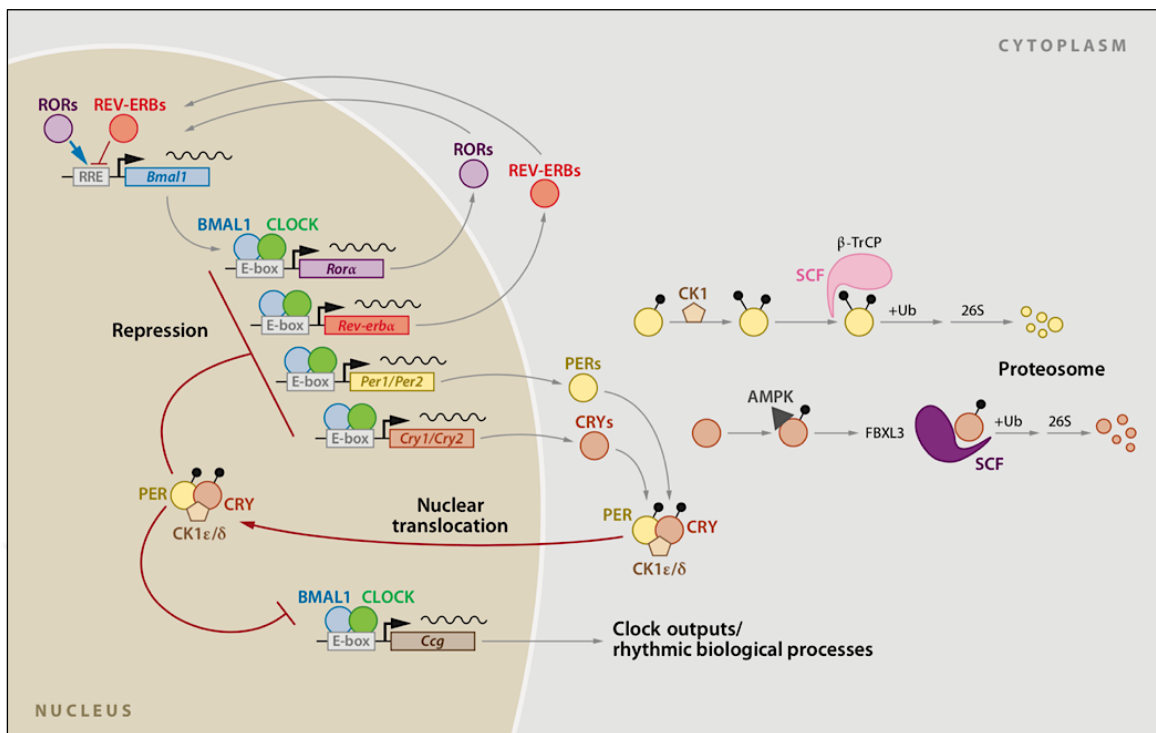 CYTOPLASM
RORs REV-ERBs
RRE Bmal1
RORs
REV-ERBs
BMAL1 CLOCK
E-box Rorα
E-box Rev-erbα
Repression
E-box Per1/Per2
E-box Cry1/Cry2
PERs
CRYs
β-TrCP
SCF
CK1
+Ub 26S
Proteosome
AMPK
FBXL3
+Ub 26S
SCF
PER
CRY
CK1ε/δ
Nuclear
translocation
PER
CRY
CK1ε/δ
BMAL1 CLOCK
E-box Ccg
Clock outputs/
rhythmic biological processes
NUCLEUS